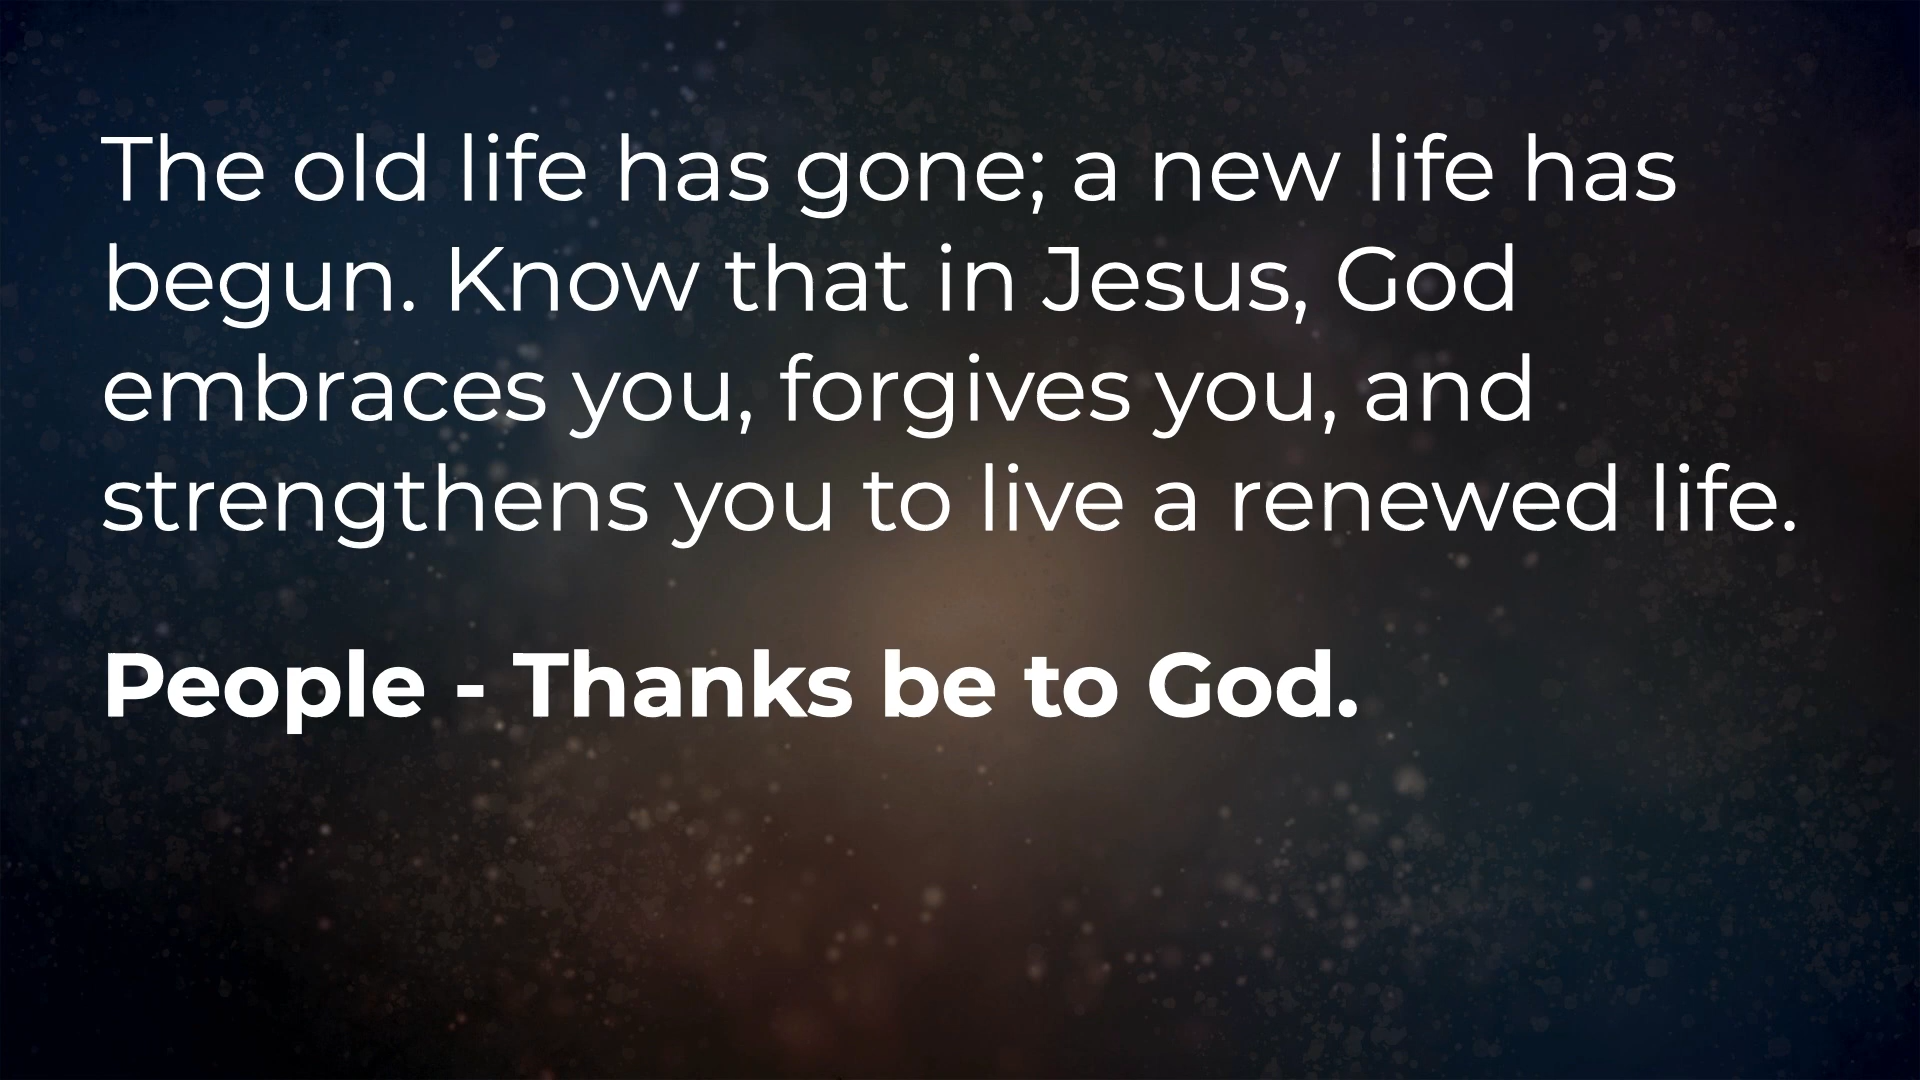 The old life has gone; a new life has
begun. Know that in Jesus, God
embraces you, forgives you, and
strengthens you to live a renewed life.
People - Thanks be to God.